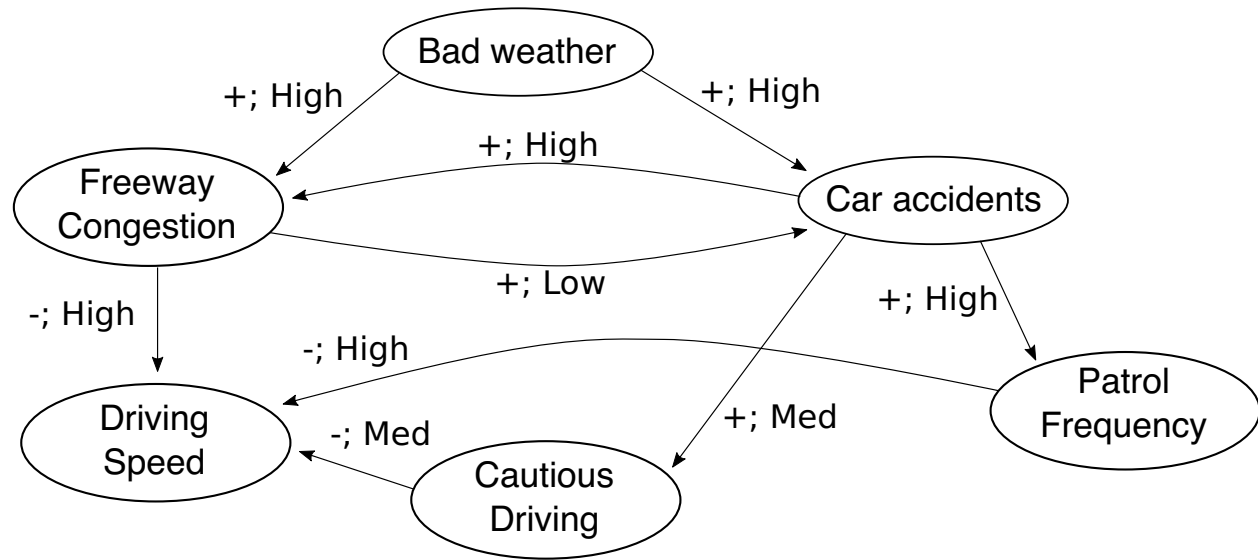 Bad weather
+; High
+; High
+; High
Freeway
Congestion
Car accidents
+; Low
+; High
-; High
-; High
Driving
Speed
-; Med
+; Med
Cautious
Driving
Patrol
Frequency